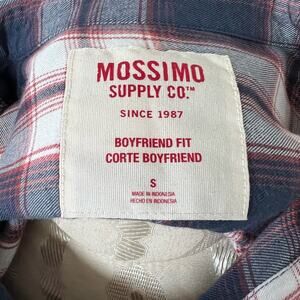 MOSSIMO
SUPPLY CO.™
SINCE 1987
BOYFRIEND FIT
CORTE BOYFRIEND
S
MADE IN INDONESIA
HECHO EN INDONESIA